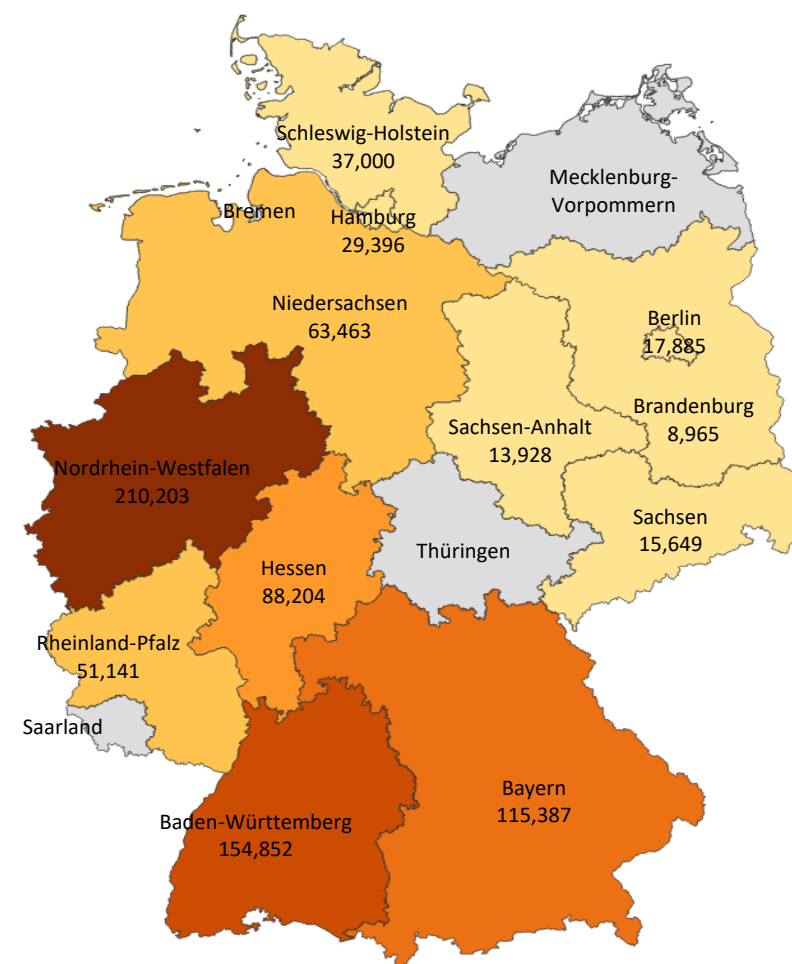 Schleswig-Holstein
37,000
Mecklenburg-
Vorpommern
Bremen
Hamburg
29,396
Niedersachsen
63,463
Berlin
17,885
Brandenburg
8,965
Sachsen-Anhalt
13,928
Nordrhein-Westfalen
210,203
Sachsen
15,649
Thüringen
Hessen
88,204
Rheinland-Pfalz
51,141
Saarland
Bayern
115,387
Baden-Württemberg
154,852